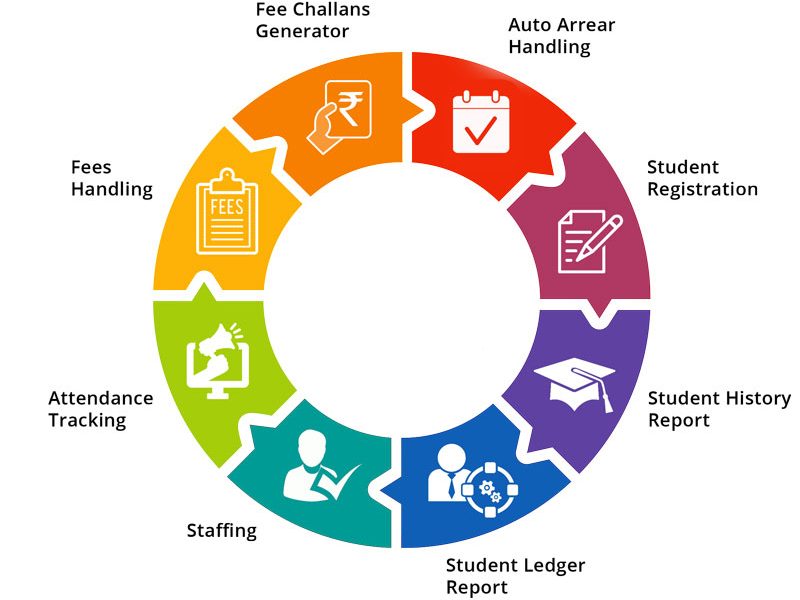 Fee Challans
Generator
Auto Arrear
Handling
Fees
Handling
FEES
Student
Registration
Attendance
Tracking
Student History
Report
Staffing
Student Ledger
Report